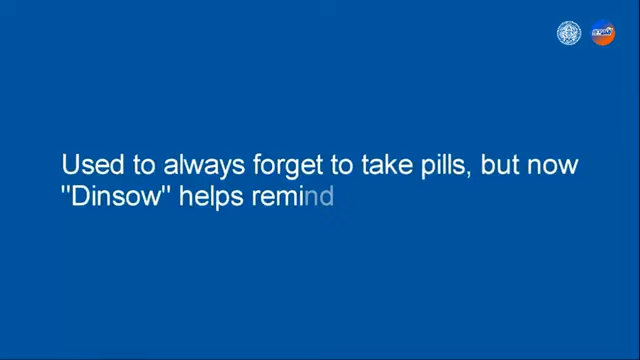 Used to always forget to take pills, but now
"Dinsow" helps remind